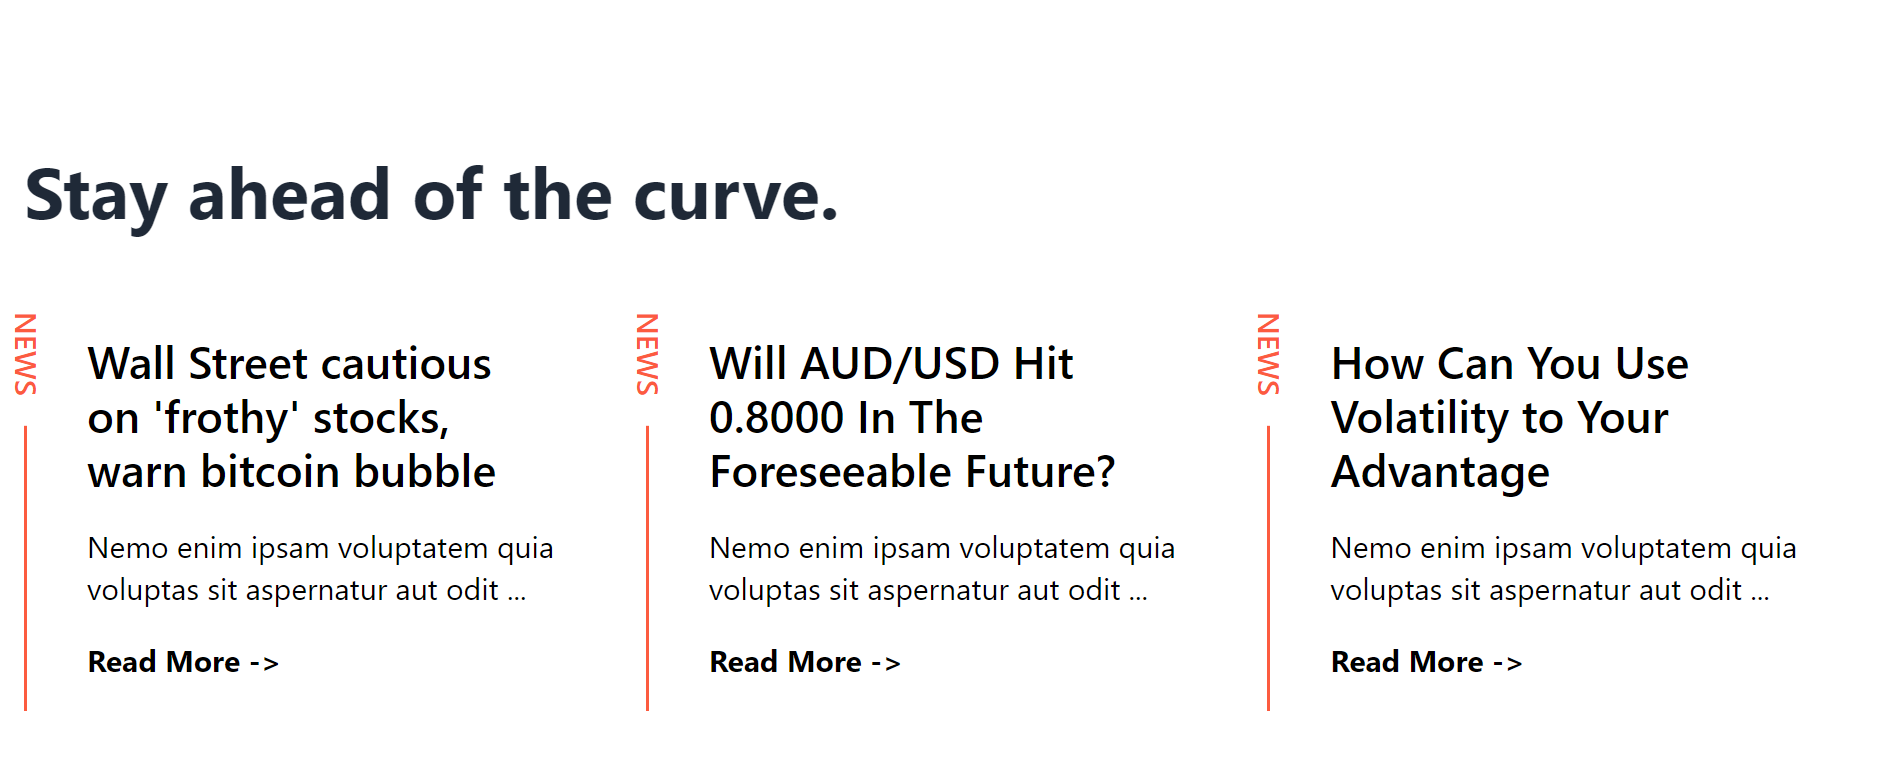 Stay ahead of the curve.
NEWS
Wall Street cautious
on 'frothy' stocks,
warn bitcoin bubble
Nemo enim ipsam voluptatem quia
voluptas sit aspernatur aut odit ...
Read More ->
NEWS
Will AUD/USD Hit
0.8000 In The
Foreseeable Future?
Nemo enim ipsam voluptatem quia
voluptas sit aspernatur aut odit ...
Read More ->
NEWS
How Can You Use
Volatility to Your
Advantage
Nemo enim ipsam voluptatem quia
voluptas sit aspernatur aut odit ...
Read More ->